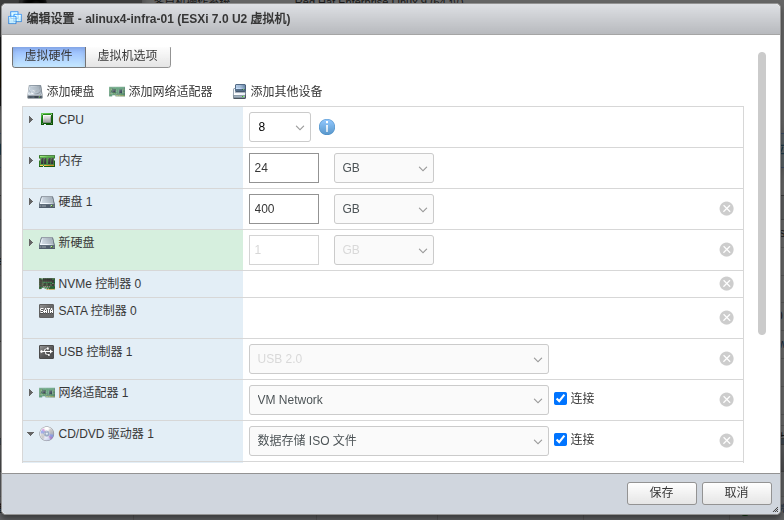 编辑设置 - alinux4-infra-01 (ESXi 7.0 U2 虚拟机)
虚拟硬件 虚拟机选项
添加硬盘 添加网络适配器 添加其他设备
CPU 8
内存 24 GB
硬盘 1 400 GB
新硬盘 1 GB
NVMe 控制器 0
SATA 控制器 0
USB 控制器 1 USB 2.0
网络适配器 1 VM Network 连接
CD/DVD 驱动器 1 数据存储 ISO 文件 连接
保存 取消